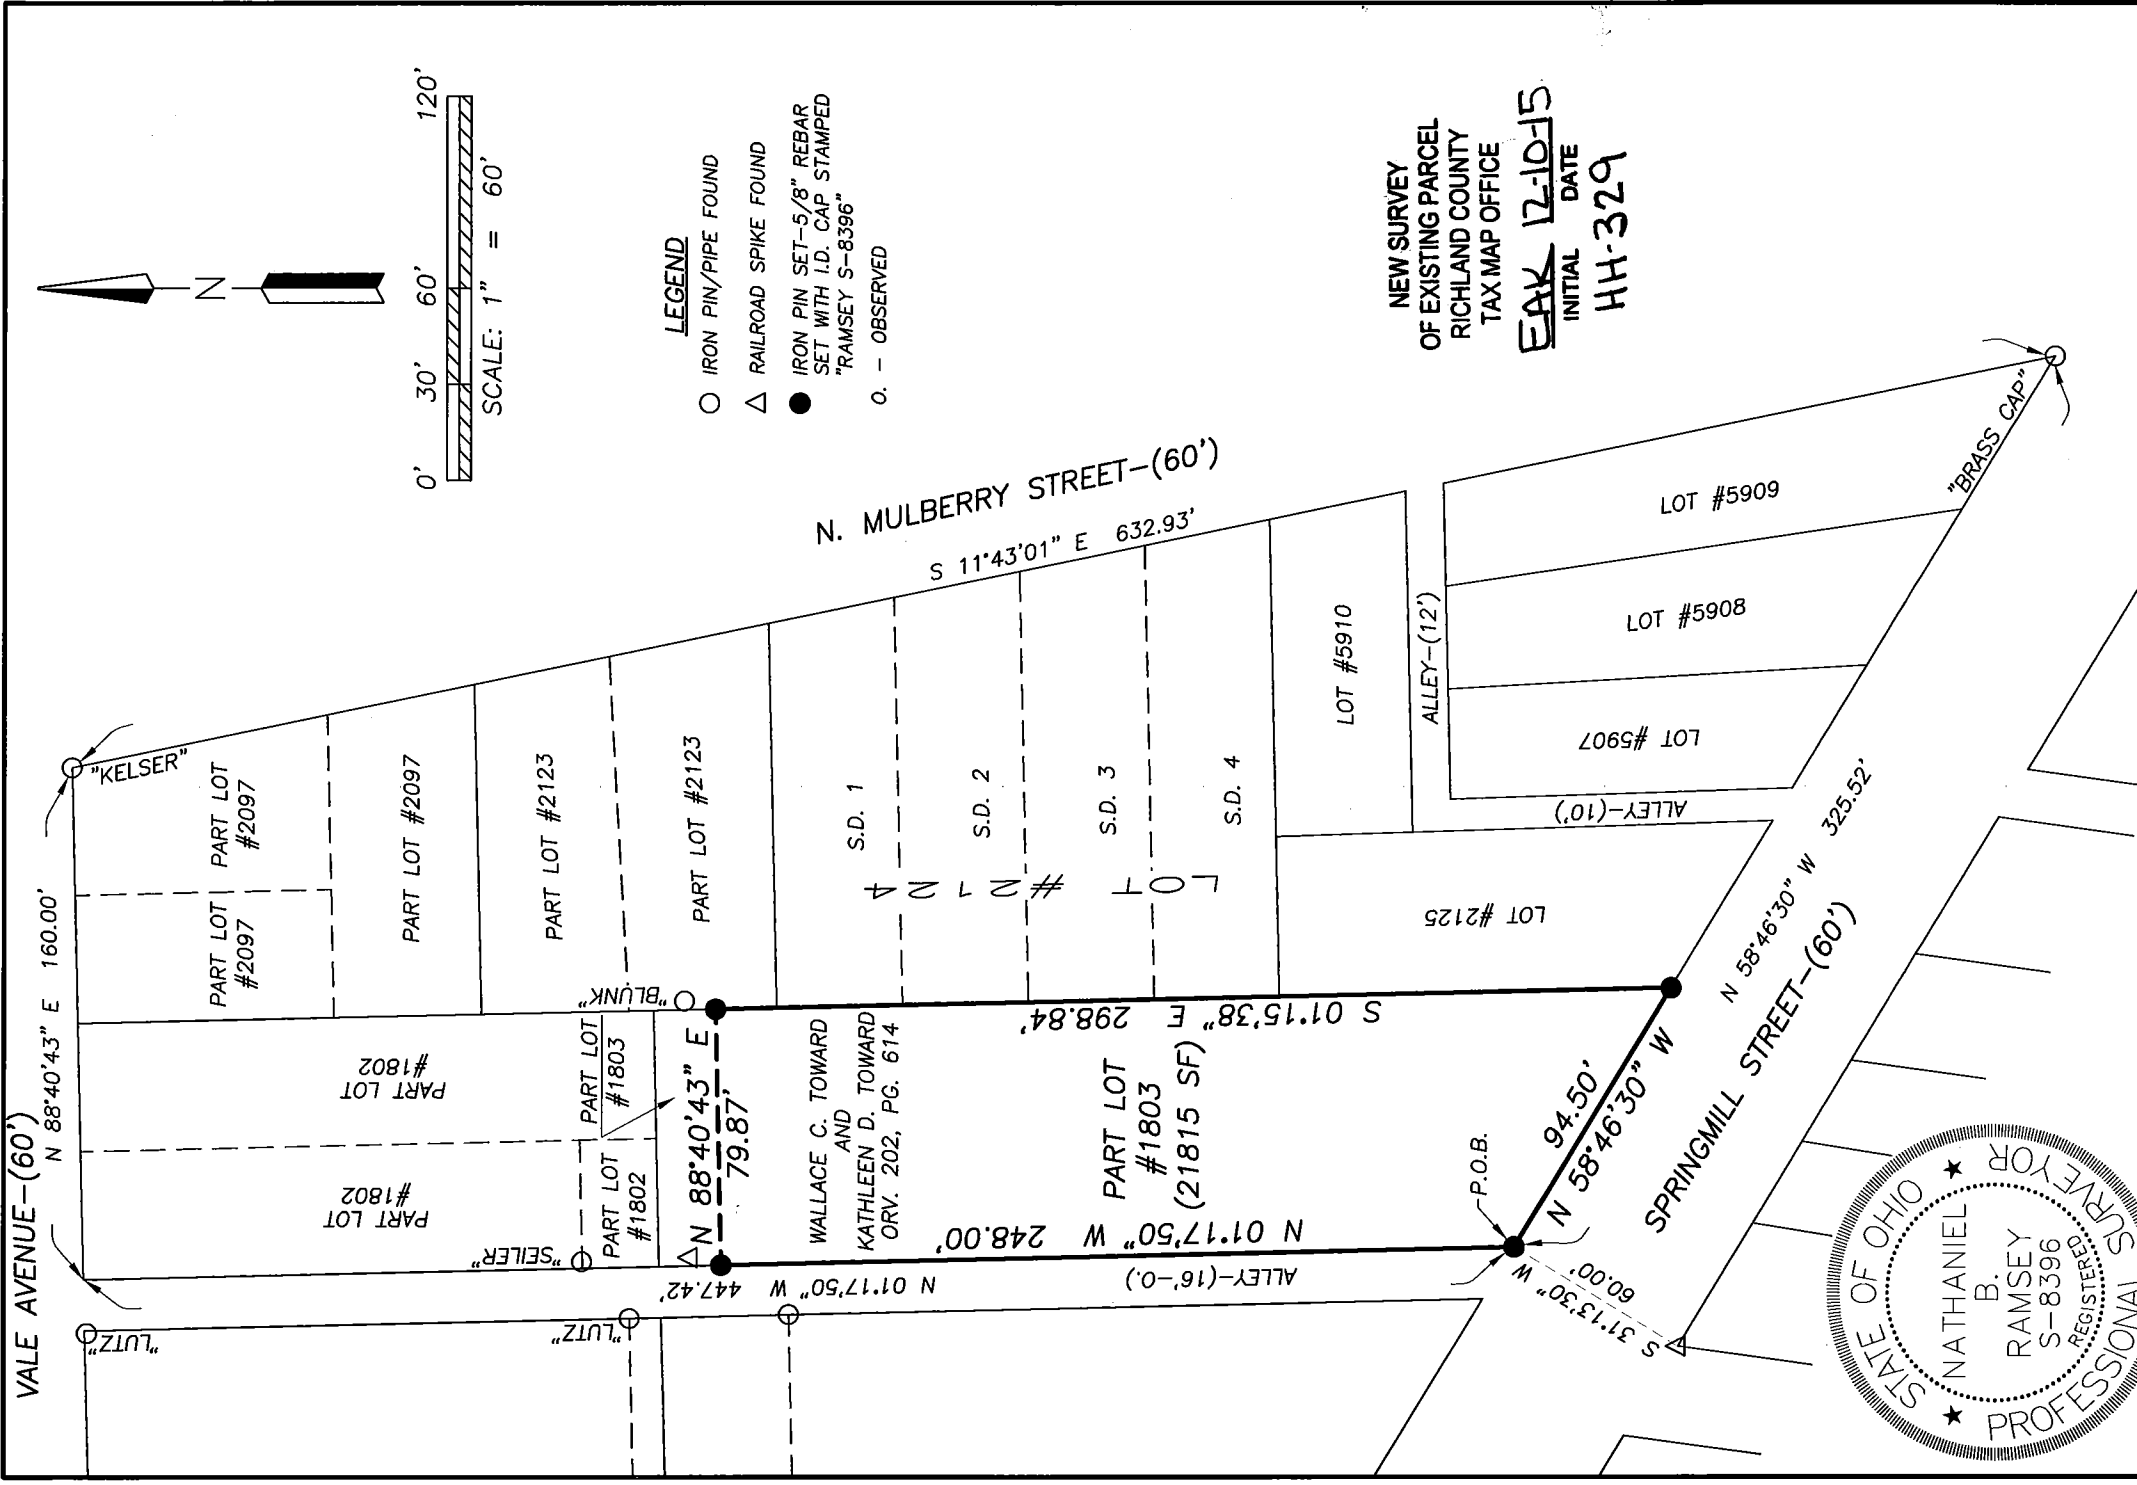 VALE AVENUE-(60')
N 88°40'43" E 160.00'
"KELSER"
PART LOT
#2097
PART LOT
#2097
PART LOT #2097
PART LOT #2123
PART LOT #2123
PART LOT
#1802
PART LOT
#1802
PART LOT
#1803
PART LOT
#1802
"BLUNK"
"SEILER"
"LUTZ"
"LUTZ"
N 88°40'43" E
79.87'
N 01°17'50" W 447.42'
WALLACE C. TOWARD
AND
KATHLEEN D. TOWARD
ORV. 202, PG. 614
S 01°15'38" E 298.84'
PART LOT
#1803
(21815 SF)
N 01°17'50" W 248.00'
ALLEY-(16'-O.)
P.O.B.
94.50'
N 58°46'30" W
S 31°13'30" W
60.00'
SPRINGMILL STREET-(60')
N 58°46'30" W 325.52'
S.D. 1
S.D. 2
S.D. 3
S.D. 4
LOT #2124
LOT #2125
LOT #5910
ALLEY-(12')
ALLEY-(10')
LOT #5907
LOT #5908
LOT #5909
"BRASS CAP"
N. MULBERRY STREET-(60')
S 11°43'01" E 632.93'
N
0' 30' 60' 120'
SCALE: 1" = 60'
LEGEND
IRON PIN/PIPE FOUND
RAILROAD SPIKE FOUND
IRON PIN SET-5/8" REBAR
SET WITH I.D. CAP STAMPED
"RAMSEY S-8396"
O. - OBSERVED
NEW SURVEY
OF EXISTING PARCEL
RICHLAND COUNTY
TAX MAP OFFICE
EAK 12-10-15
INITIAL DATE
HH-329
STATE OF OHIO
NATHANIEL
B.
RAMSEY
S-8396
REGISTERED
PROFESSIONAL SURVEYOR